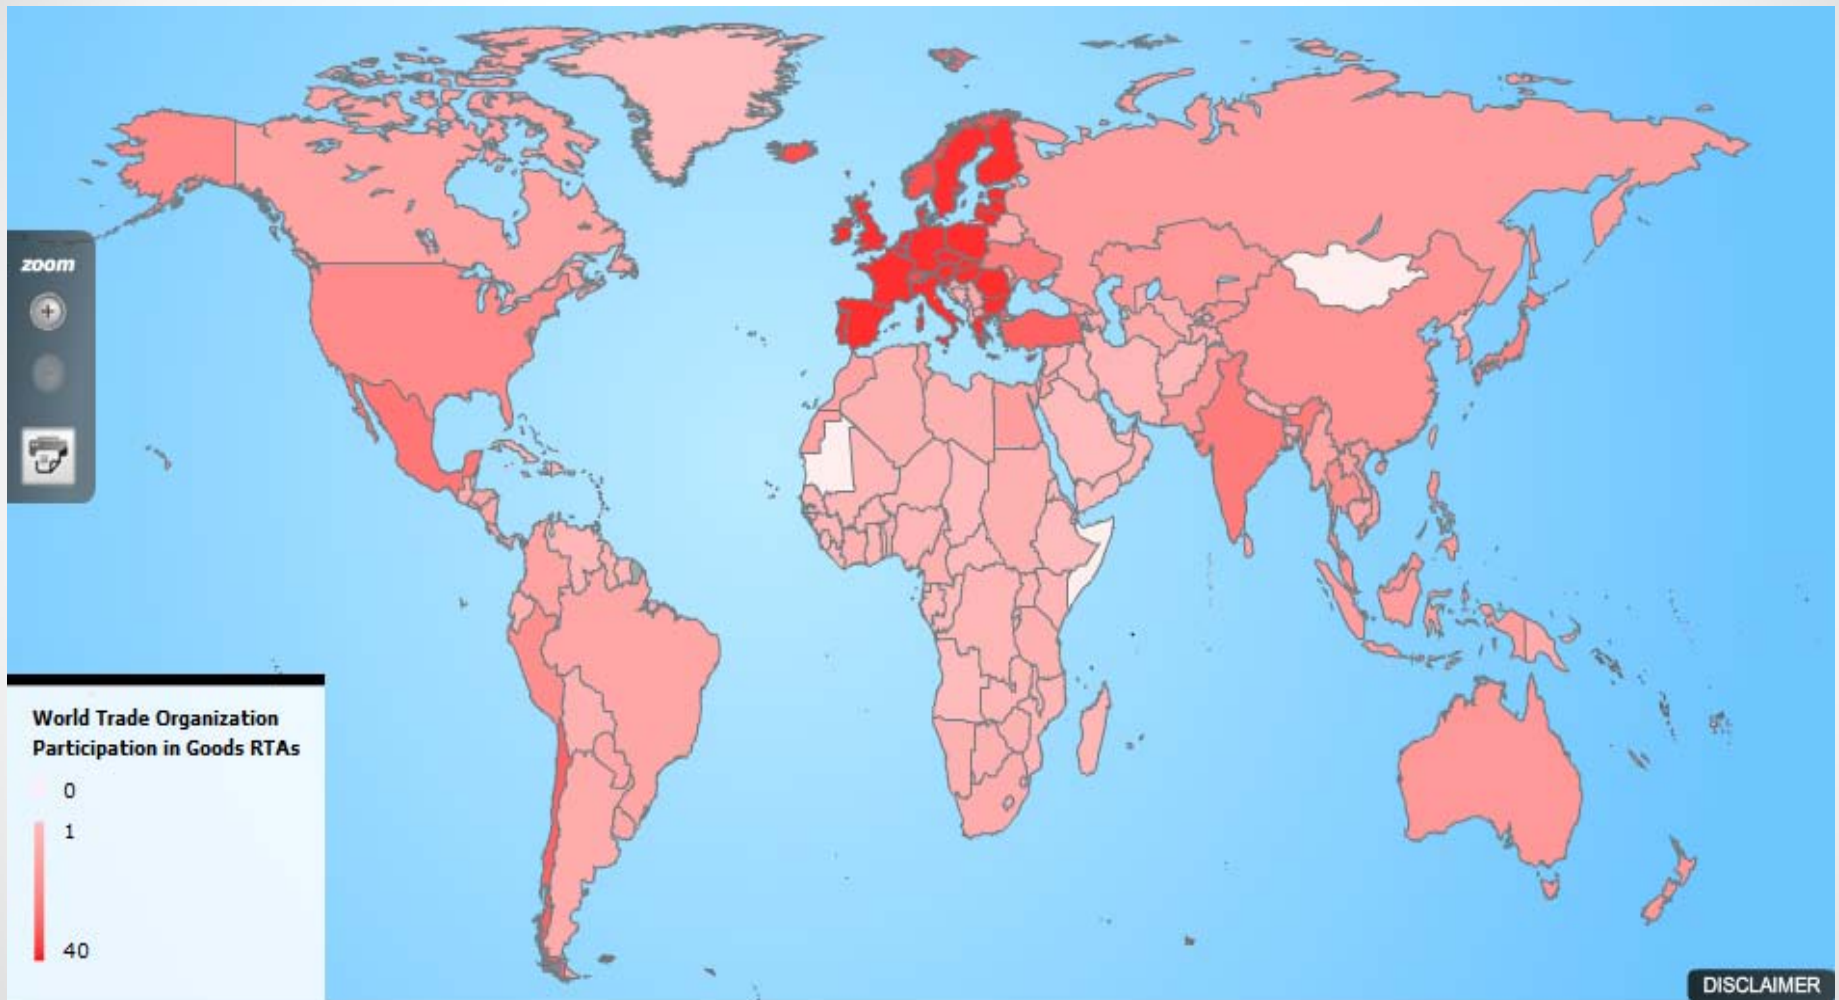 zoom
World Trade Organization
Participation in Goods RTAs
0
1
40
DISCLAIMER